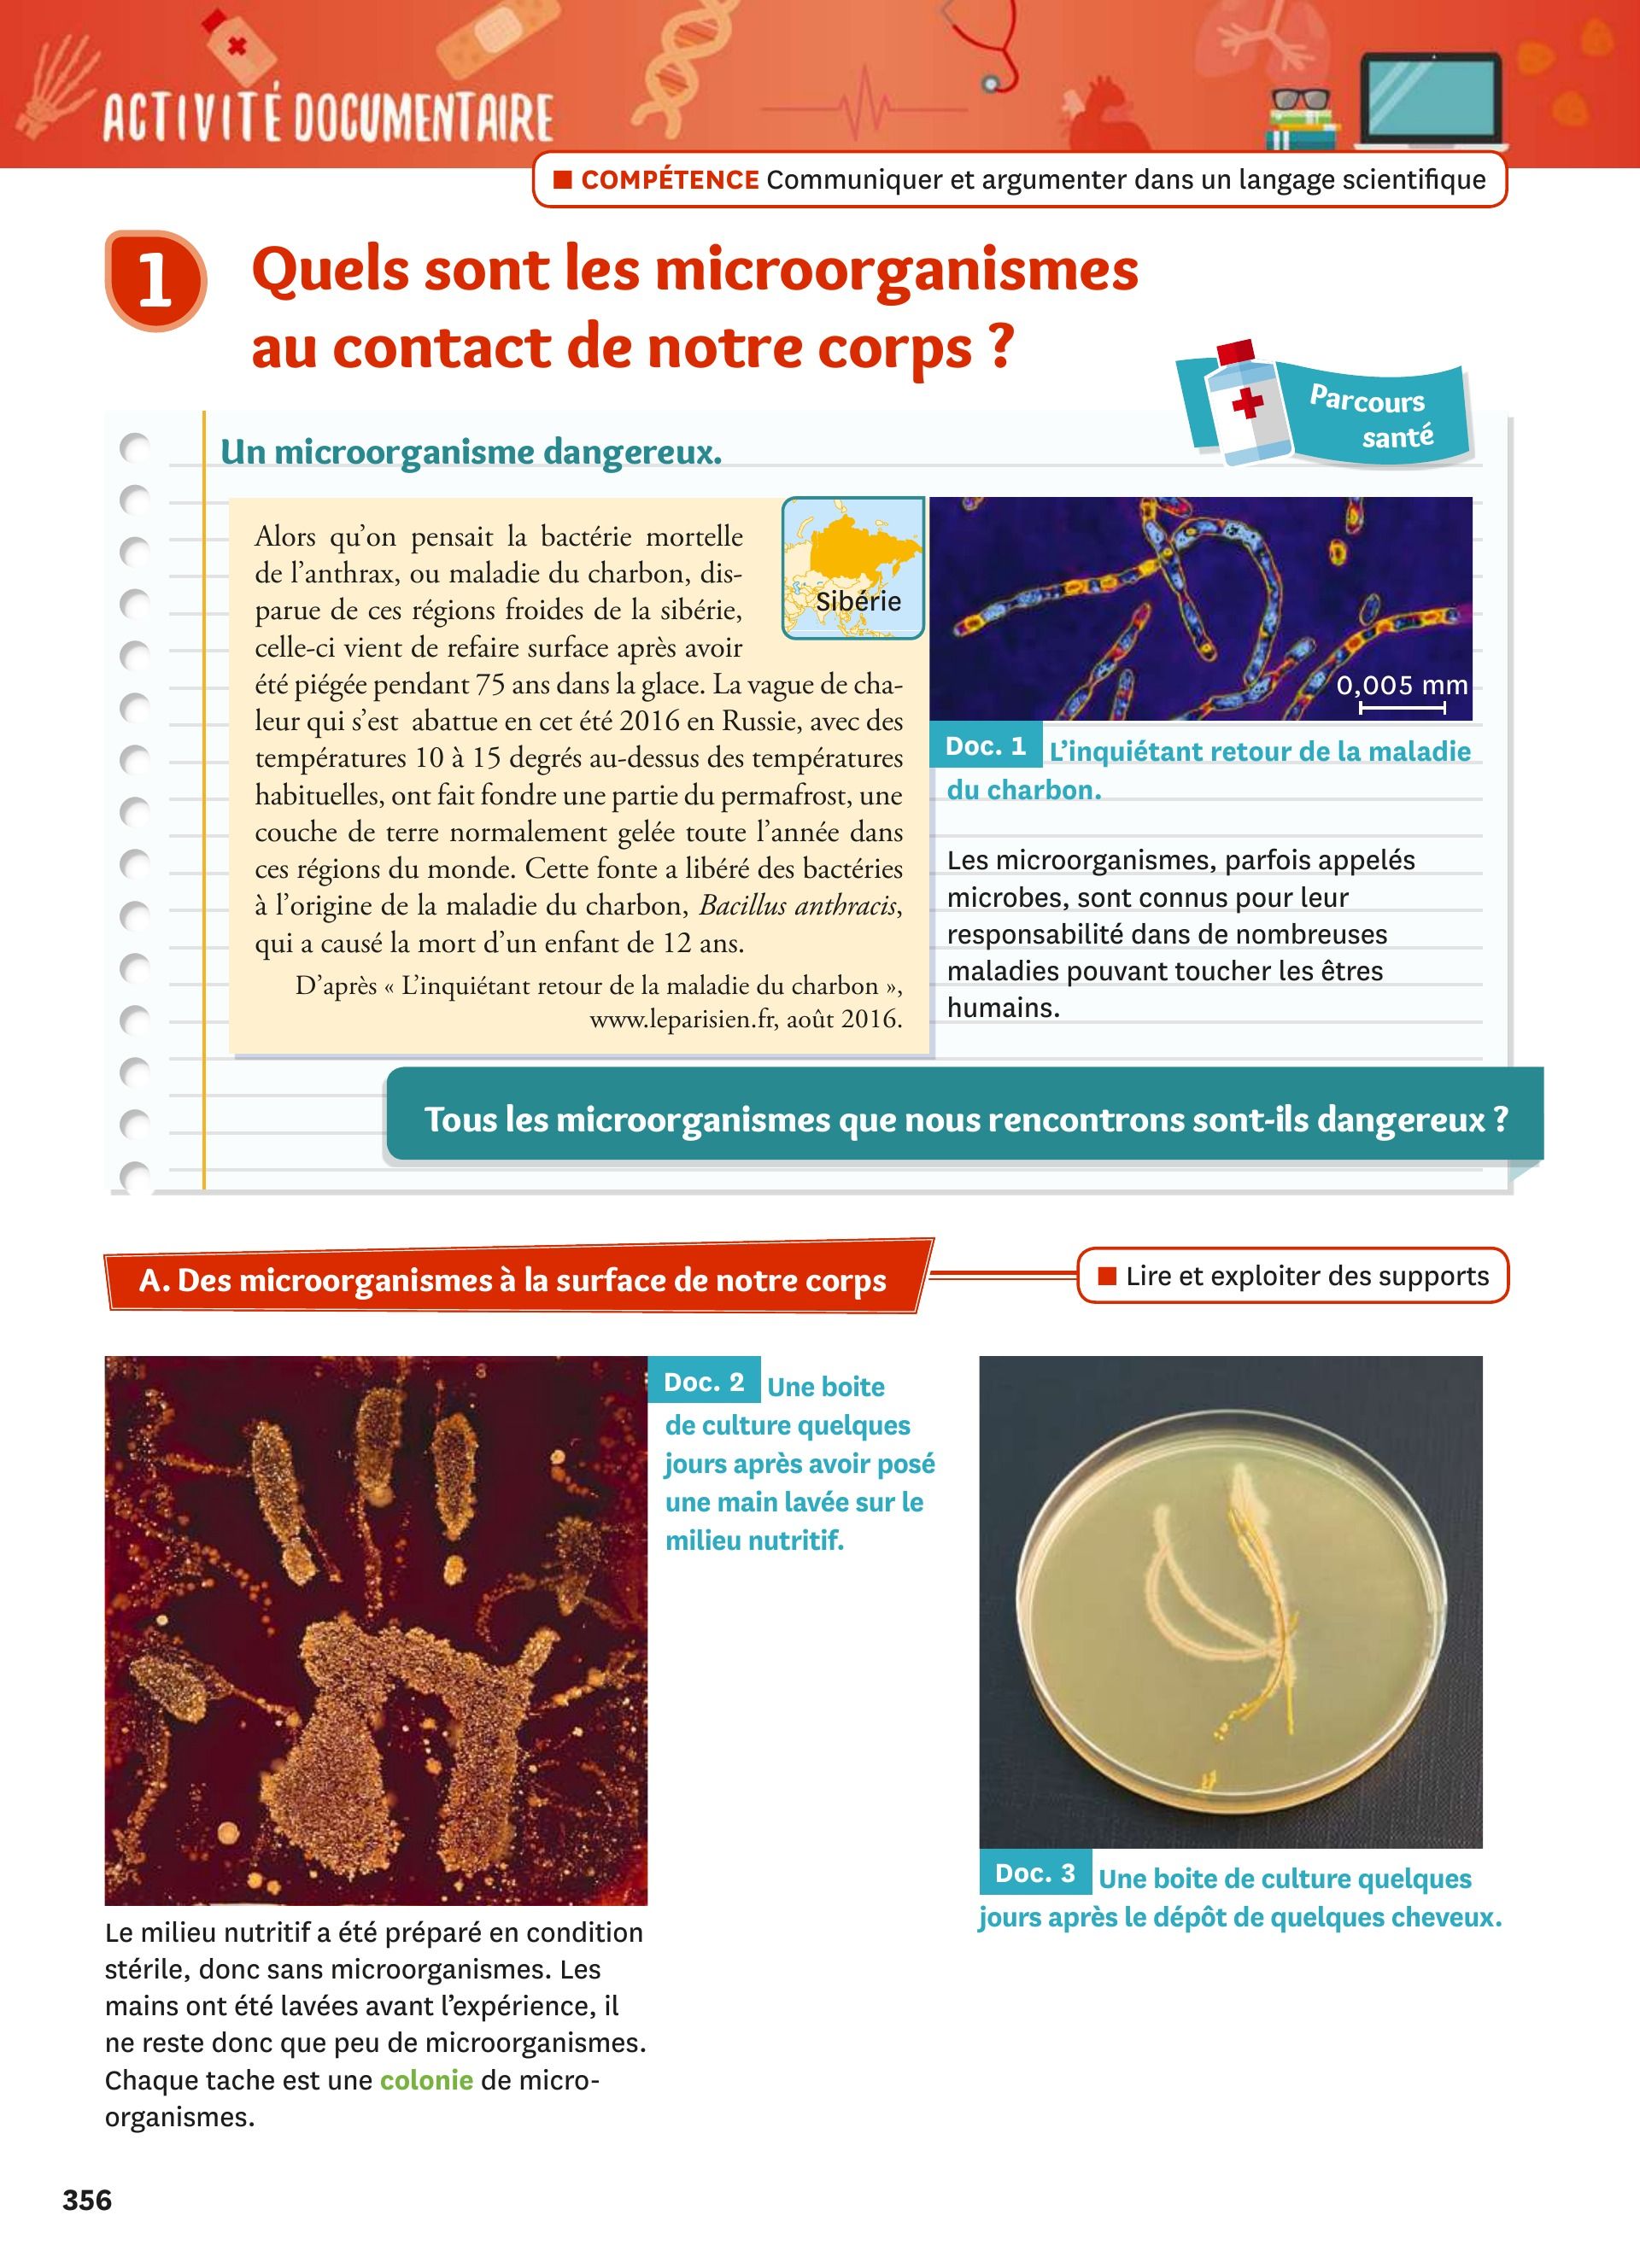 ACTIVITÉ DOCUMENTAIRE
■ COMPÉTENCE Communiquer et argumenter dans un langage scientifique
1
Quels sont les microorganismes
au contact de notre corps ?
Parcours
santé
Un microorganisme dangereux.
Alors qu'on pensait la bactérie mortelle
de l'anthrax, ou maladie du charbon, dis-
parue de ces régions froides de la sibérie,
celle-ci vient de refaire surface après avoir
été piégée pendant 75 ans dans la glace. La vague de cha-
leur qui s'est abattue en cet été 2016 en Russie, avec des
températures 10 à 15 degrés au-dessus des températures
habituelles, ont fait fondre une partie du permafrost, une
couche de terre normalement gelée toute l'année dans
ces régions du monde. Cette fonte a libéré des bactéries
à l'origine de la maladie du charbon, Bacillus anthracis,
qui a causé la mort d'un enfant de 12 ans.
D'après « L'inquiétant retour de la maladie du charbon »,
www.leparisien.fr, août 2016.
Sibérie
0,005 mm
Doc. 1 L'inquiétant retour de la maladie
du charbon.
Les microorganismes, parfois appelés
microbes, sont connus pour leur
responsabilité dans de nombreuses
maladies pouvant toucher les êtres
humains.
Tous les microorganismes que nous rencontrons sont-ils dangereux ?
A. Des microorganismes à la surface de notre corps
■ Lire et exploiter des supports
Doc. 2 Une boite
de culture quelques
jours après avoir posé
une main lavée sur le
milieu nutritif.
Le milieu nutritif a été préparé en condition
stérile, donc sans microorganismes. Les
mains ont été lavées avant l'expérience, il
ne reste donc que peu de microorganismes.
Chaque tache est une colonie de micro-
organismes.
Doc. 3 Une boite de culture quelques
jours après le dépôt de quelques cheveux.
356